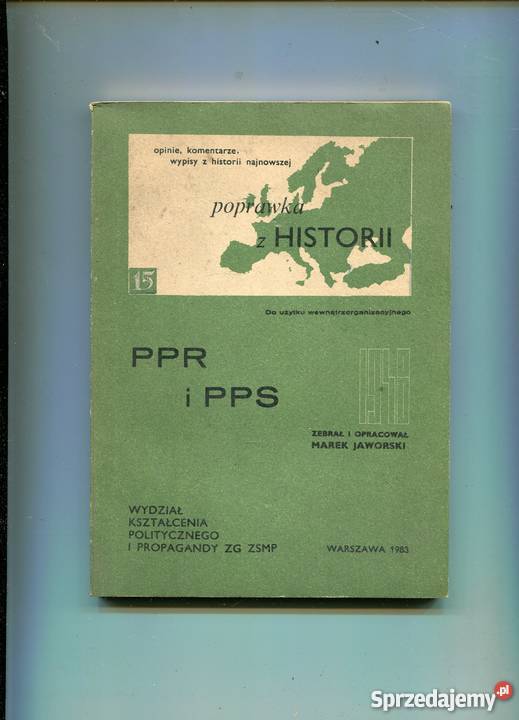 opinie, komentarze,
wypisy z historii najnowszej
poprawka
z HISTORII
15
Do użytku wewnątrzorganizacyjnego
PPR
i PPS
ZEBRAŁ I OPRACOWAŁ
MAREK JAWORSKI
WYDZIAŁ
KSZTAŁCENIA
POLITYCZNEGO
I PROPAGANDY ZG ZSMP
WARSZAWA 1983
Sprzedajemy.pl